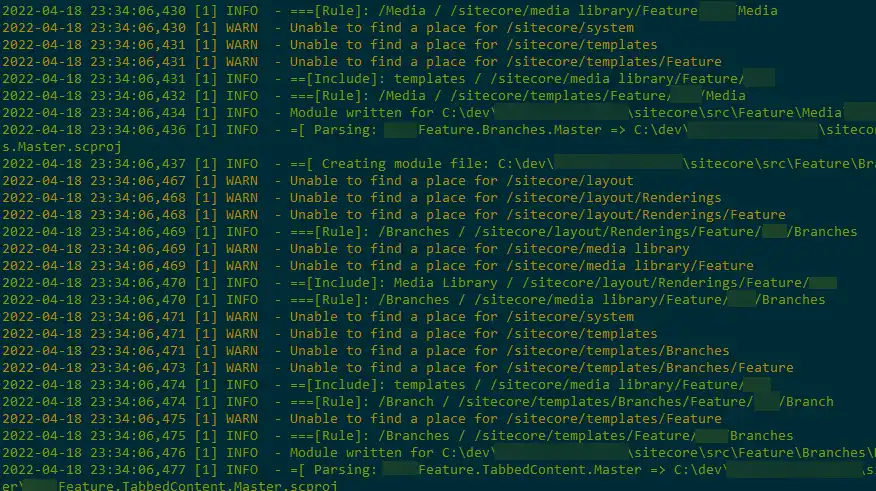 2022-04-18 23:34:06,430 [1] INFO  - ===[Rule]: /Media / /sitecore/media library/Feature Media
2022-04-18 23:34:06,430 [1] WARN  - Unable to find a place for /sitecore/system
2022-04-18 23:34:06,431 [1] WARN  - Unable to find a place for /sitecore/templates
2022-04-18 23:34:06,431 [1] WARN  - Unable to find a place for /sitecore/templates/Feature
2022-04-18 23:34:06,431 [1] INFO  - ==[Include]: templates / /sitecore/media library/Feature/
2022-04-18 23:34:06,432 [1] INFO  - ===[Rule]: /Media / /sitecore/templates/Feature/ /Media
2022-04-18 23:34:06,434 [1] INFO  - Module written for C:\dev\ \sitecore\src\Feature\Media
2022-04-18 23:34:06,436 [1] INFO  - =[ Parsing: Feature.Branches.Master => C:\dev\ \siteco
s.Master.scproj
2022-04-18 23:34:06,437 [1] INFO  - ==[ Creating module file: C:\dev\ \sitecore\src\Feature\Bra
2022-04-18 23:34:06,467 [1] WARN  - Unable to find a place for /sitecore/layout
2022-04-18 23:34:06,468 [1] WARN  - Unable to find a place for /sitecore/layout/Renderings
2022-04-18 23:34:06,468 [1] WARN  - Unable to find a place for /sitecore/layout/Renderings/Feature
2022-04-18 23:34:06,469 [1] INFO  - ===[Rule]: /Branches / /sitecore/layout/Renderings/Feature/ /Branches
2022-04-18 23:34:06,469 [1] WARN  - Unable to find a place for /sitecore/media library
2022-04-18 23:34:06,469 [1] WARN  - Unable to find a place for /sitecore/media library/Feature
2022-04-18 23:34:06,470 [1] INFO  - ==[Include]: Media Library / /sitecore/layout/Renderings/Feature/
2022-04-18 23:34:06,470 [1] INFO  - ===[Rule]: /Branches / /sitecore/media library/Feature/ /Branches
2022-04-18 23:34:06,471 [1] WARN  - Unable to find a place for /sitecore/system
2022-04-18 23:34:06,471 [1] WARN  - Unable to find a place for /sitecore/templates
2022-04-18 23:34:06,471 [1] WARN  - Unable to find a place for /sitecore/templates/Branches
2022-04-18 23:34:06,473 [1] WARN  - Unable to find a place for /sitecore/templates/Branches/Feature
2022-04-18 23:34:06,474 [1] INFO  - ==[Include]: templates / /sitecore/media library/Feature/
2022-04-18 23:34:06,474 [1] INFO  - ===[Rule]: /Branch / /sitecore/templates/Branches/Feature/ /Branch
2022-04-18 23:34:06,475 [1] WARN  - Unable to find a place for /sitecore/templates/Feature
2022-04-18 23:34:06,475 [1] INFO  - ===[Rule]: /Branches / /sitecore/templates/Feature/ Branches
2022-04-18 23:34:06,476 [1] INFO  - Module written for C:\dev\ \sitecore\src\Feature\Branches\
2022-04-18 23:34:06,477 [1] INFO  - =[ Parsing: Feature.TabbedContent.Master => C:\dev\ \s
er\ Feature.TabbedContent.Master.scproj